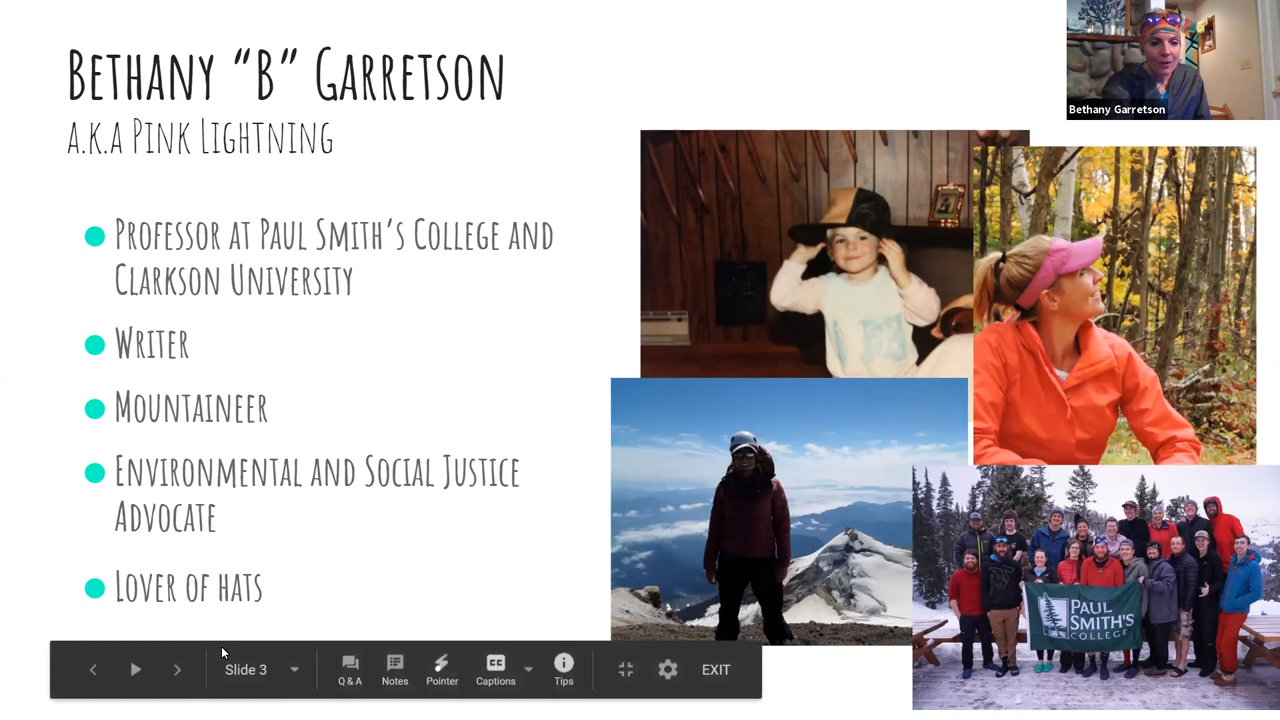 Bethany “B” Garretson
a.k.a Pink Lightning
Professor at Paul Smith’s College and
Clarkson University
Writer
Mountaineer
Environmental and Social Justice
Advocate
Lover of hats
Bethany Garretson
PAUL
SMITH'S
COLLEGE
Slide 3
Q & A
Notes
Pointer
CC
Captions
Tips
EXIT